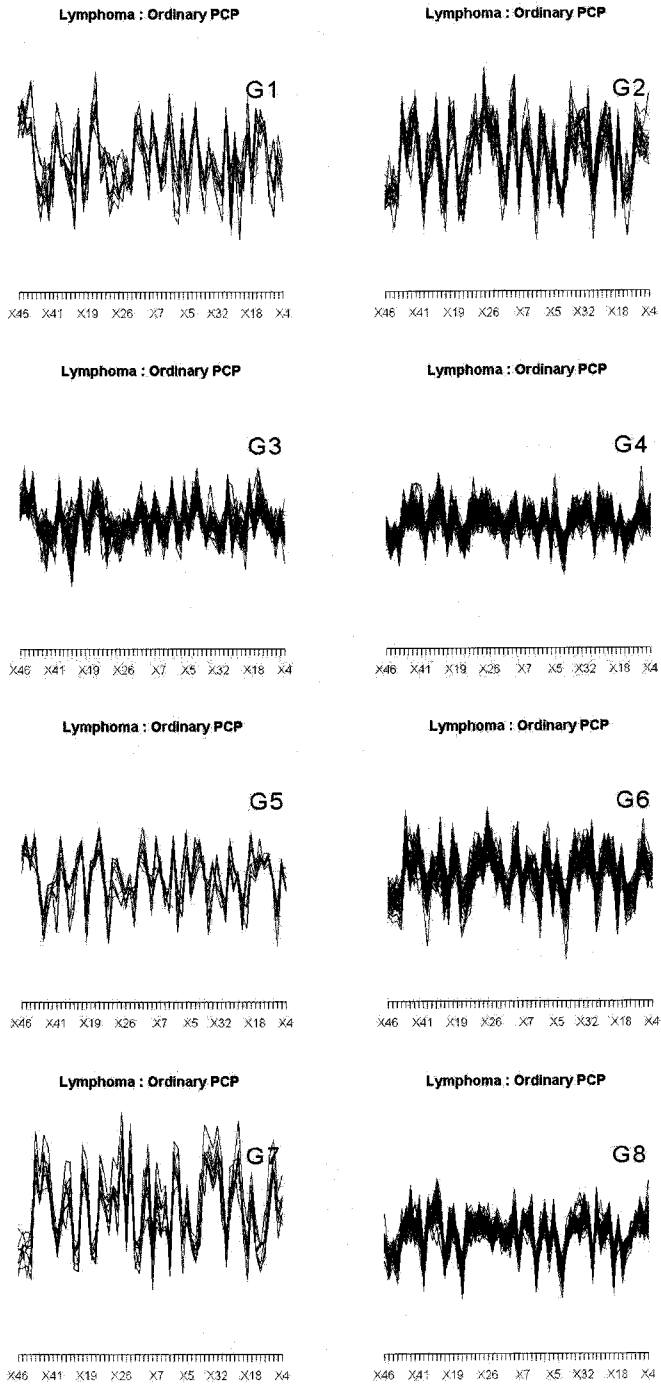 Lymphoma : Ordinary PCP
G1
X46 X41 X19 X26 X7 X5 X32 X18 X4
Lymphoma : Ordinary PCP
G2
X46 X41 X19 X26 X7 X5 X32 X18 X4
Lymphoma : Ordinary PCP
G3
X46 X41 X19 X26 X7 X5 X32 X18 X4
Lymphoma : Ordinary PCP
G4
X46 X41 X19 X26 X7 X5 X32 X18 X4
Lymphoma : Ordinary PCP
G5
X46 X41 X19 X26 X7 X5 X32 X18 X4
Lymphoma : Ordinary PCP
G6
X46 X41 X19 X26 X7 X5 X32 X18 X4
Lymphoma : Ordinary PCP
G7
X46 X41 X19 X26 X7 X5 X32 X18 X4
Lymphoma : Ordinary PCP
G8
X46 X41 X19 X26 X7 X5 X32 X18 X4